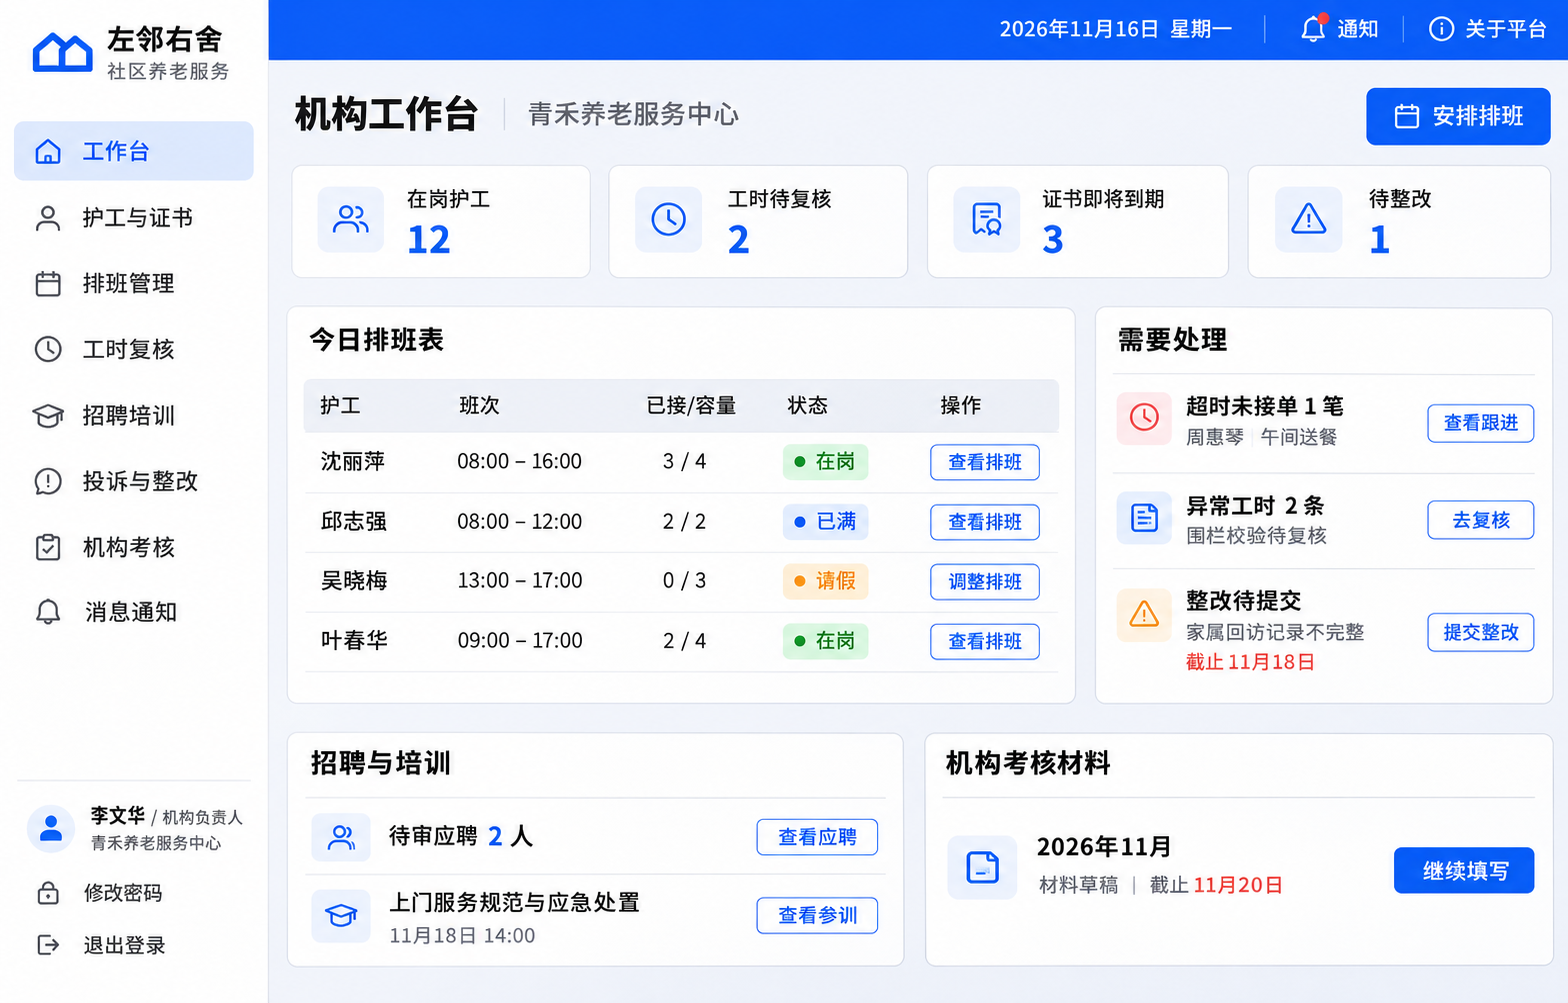 左邻右舍
社区养老服务
工作台
护工与证书
排班管理
工时复核
招聘培训
投诉与整改
机构考核
消息通知
李文华 / 机构负责人
青禾养老服务中心
修改密码
退出登录
2026年11月16日 星期一
通知
关于平台
机构工作台
青禾养老服务中心
安排排班
在岗护工
12
工时待复核
2
证书即将到期
3
待整改
1
今日排班表
护工 班次 已接/容量 状态 操作
沈丽萍 08:00 – 16:00 3 / 4 在岗 查看排班
邱志强 08:00 – 12:00 2 / 2 已满 查看排班
吴晓梅 13:00 – 17:00 0 / 3 请假 调整排班
叶春华 09:00 – 17:00 2 / 4 在岗 查看排班
需要处理
超时未接单 1 笔
周惠琴 午间送餐
查看跟进
异常工时 2 条
围栏校验待复核
去复核
整改待提交
家属回访记录不完整
截止 11月18日
提交整改
招聘与培训
待审应聘 2 人
查看应聘
上门服务规范与应急处置
11月18日 14:00
查看参训
机构考核材料
2026年11月
材料草稿 | 截止 11月20日
继续填写